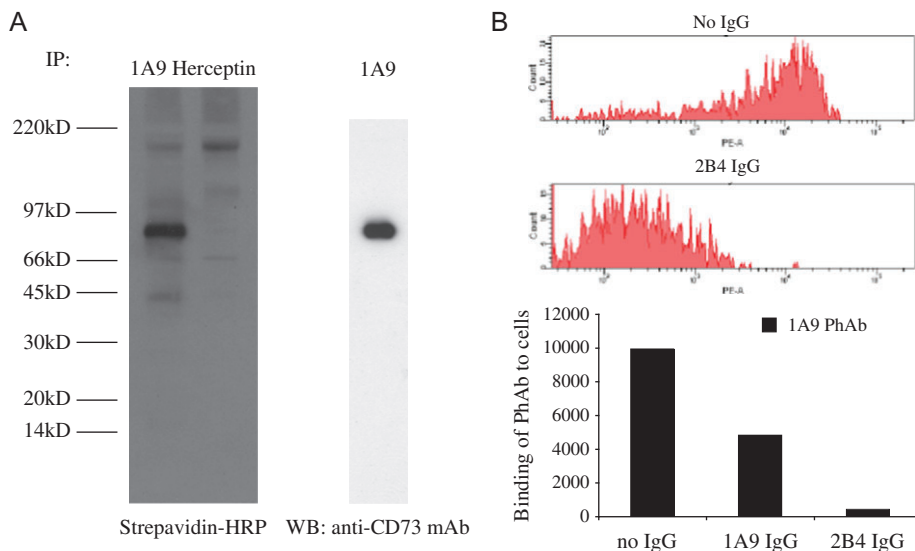 A
IP:
1A9 Herceptin
1A9
220kD
97kD
66kD
45kD
30kD
20kD
14kD
Strepavidin-HRP
WB: anti-CD73 mAb
B
No IgG
Count
PE-A
2B4 IgG
Count
PE-A
12000
10000
8000
6000
4000
2000
0
Binding of PhAb to cells
1A9 PhAb
no IgG
1A9 IgG
2B4 IgG